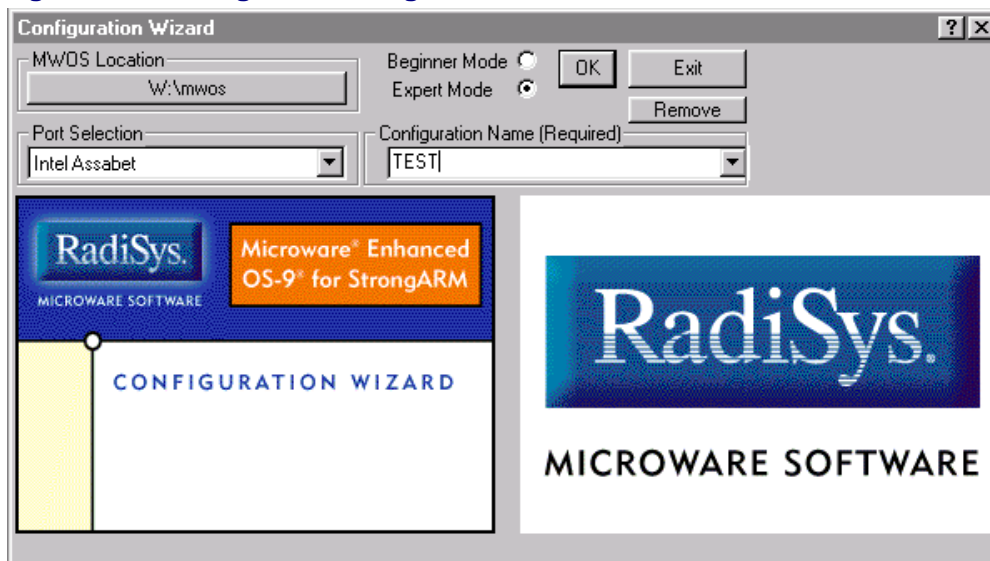 Configuration Wizard
MWOS Location
W:\mwos
Beginner Mode
Expert Mode
OK
Exit
Remove
Port Selection
Intel Assabet
Configuration Name (Required)
TEST
RadiSys.
MICROWARE SOFTWARE
Microware® Enhanced
OS-9® for StrongARM
CONFIGURATION WIZARD
RadiSys.
MICROWARE SOFTWARE